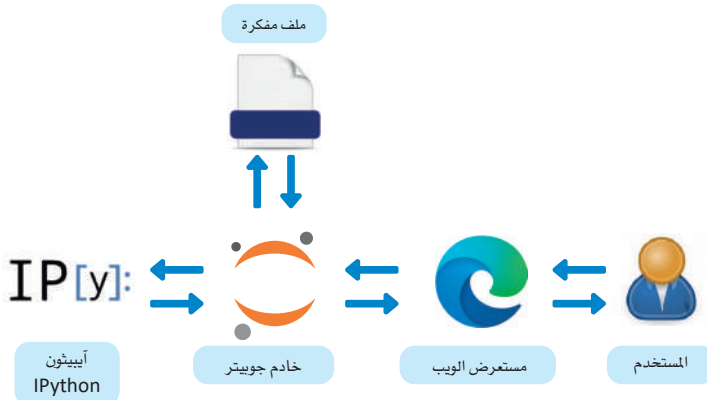 ملف مفكرة
IP[y]:
المستخدم
مستعرض الويب
خادم جوبيتر
آيبيثون
IPython